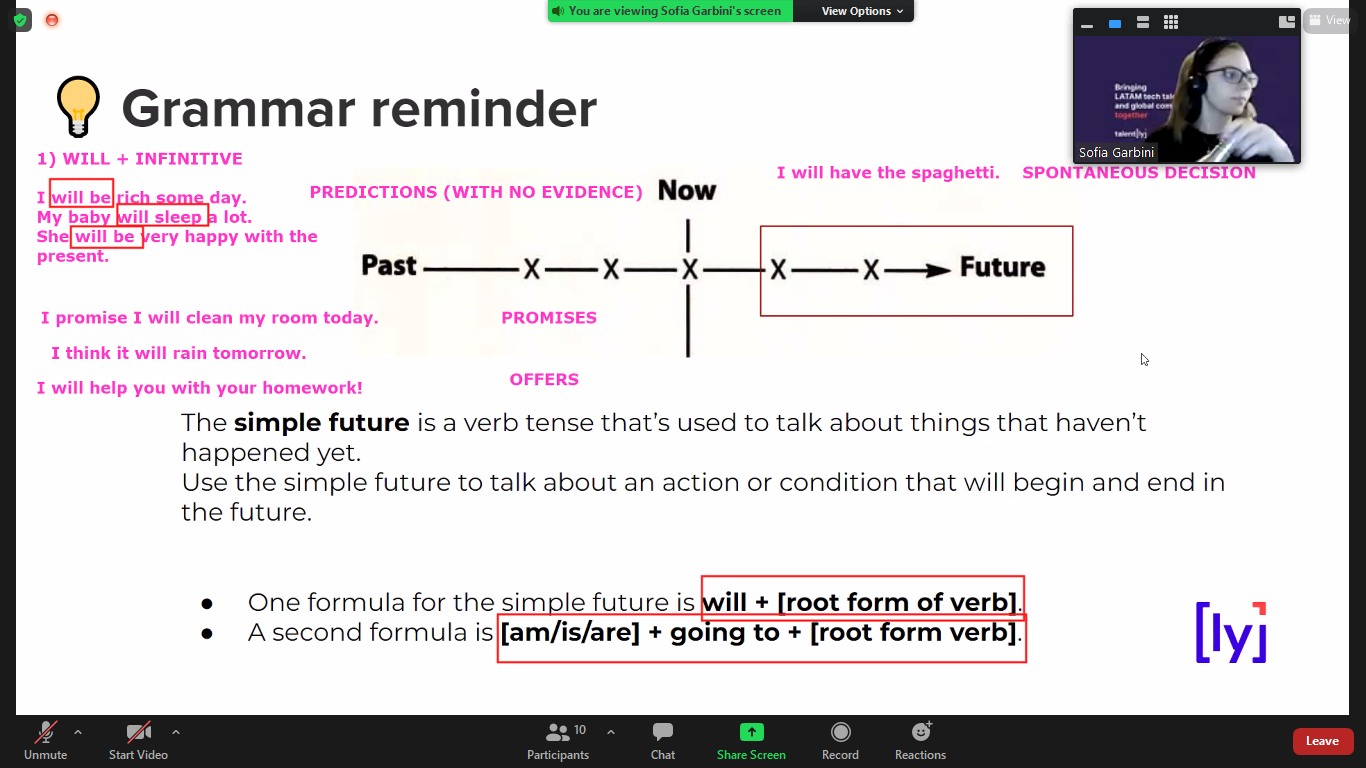 You are viewing Sofia Garbini's screen
View Options
View
Bringing
LATAM tech tal
and global com
together
talent[ly]
Sofia Garbini
Grammar reminder
1) WILL + INFINITIVE
I will be rich some day.
My baby will sleep a lot.
She will be very happy with the
present.
PREDICTIONS (WITH NO EVIDENCE)
Now
I will have the spaghetti.
SPONTANEOUS DECISION
Past X X X X X Future
I promise I will clean my room today.
PROMISES
I think it will rain tomorrow.
OFFERS
I will help you with your homework!
The simple future is a verb tense that's used to talk about things that haven't
happened yet.
Use the simple future to talk about an action or condition that will begin and end in
the future.
● One formula for the simple future is will + [root form of verb].
● A second formula is [am/is/are] + going to + [root form verb].
[ly]
Unmute
Start Video
Participants
10
Chat
Share Screen
Record
Reactions
Leave